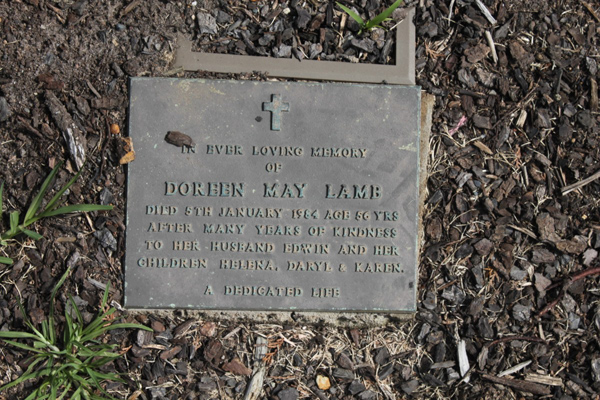 IN EVER LOVING MEMORY
OF
DOREEN MAY LAMB
DIED 5TH JANUARY 1984 AGE 56 YRS
AFTER MANY YEARS OF KINDNESS
TO HER HUSBAND EDWIN AND HER
CHILDREN HELENA, DARYL & KAREN.
A DEDICATED LIFE